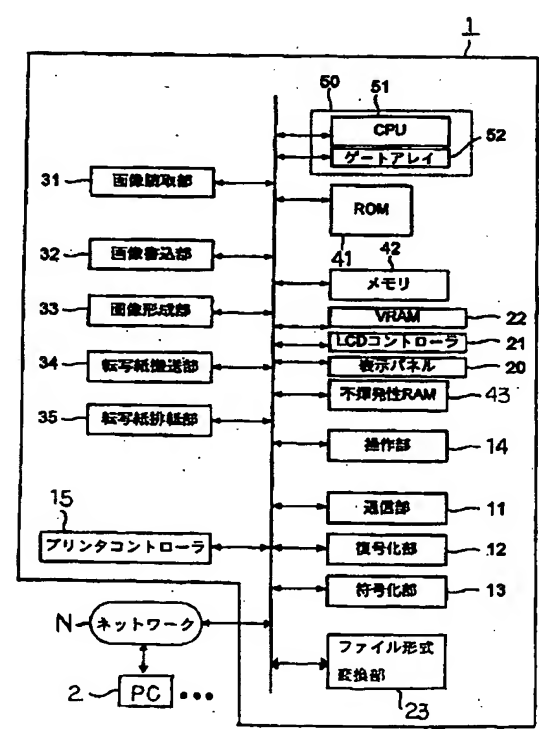 1
50
51
CPU
52
ゲートアレイ
31
画像読取部
ROM
41
32
画像書込部
42
メモリ
33
画像形成部
VRAM
22
LCDコントローラ
21
34
転写紙搬送部
表示パネル
20
不揮発性RAM
43
35
転写紙排紙部
操作部
14
15
プリンタコントローラ
通信部
11
復号化部
12
符号化部
13
N
ネットワーク
ファイル形式
変換部
23
2
PC
•••